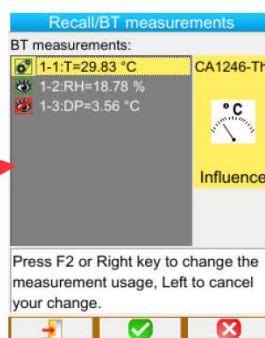 Recall/BT measurements
BT measurements:
1-1:T=29.83 °C
1-2:RH=18.78 %
1-3:DP=3.56 °C
CA1246-Th
°C
Influence
Press F2 or Right key to change the
measurement usage, Left to cancel
your change.